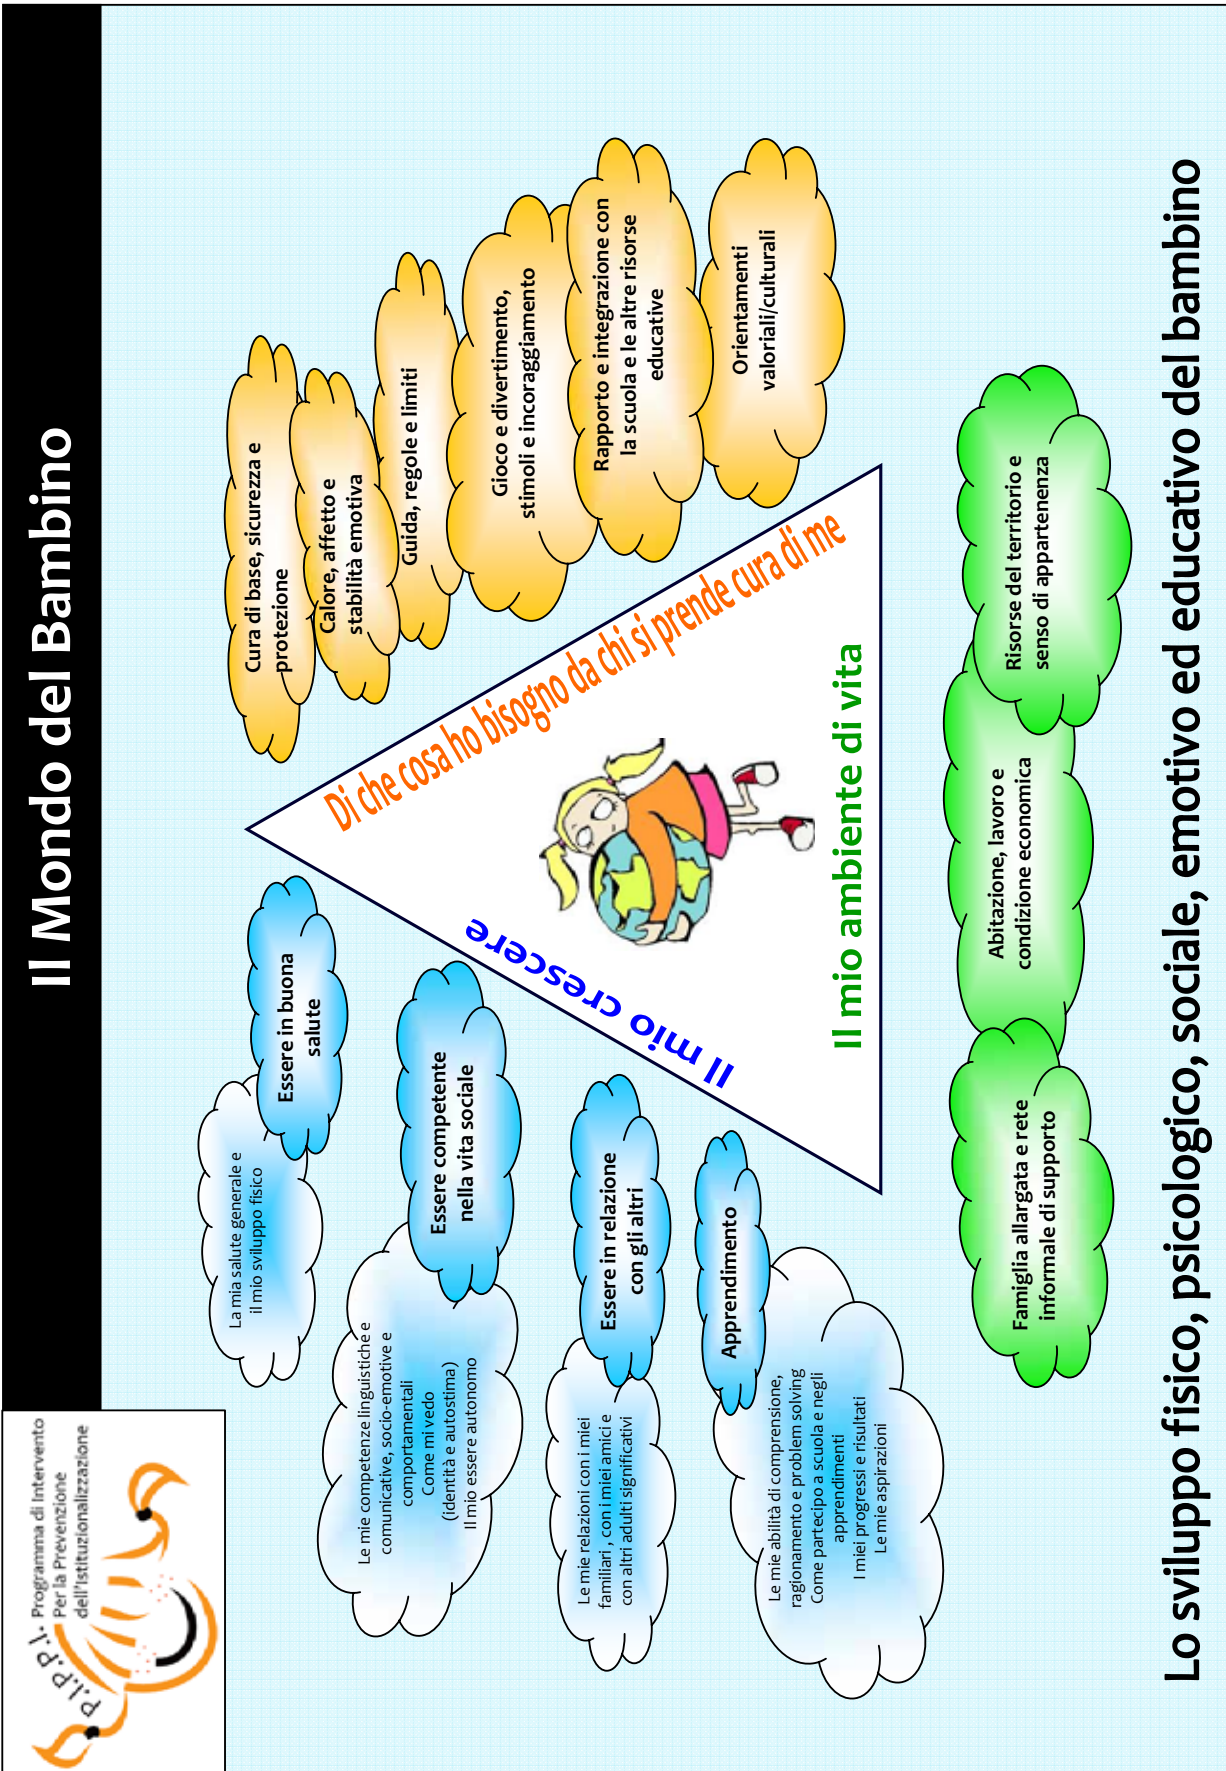 P.I.P.P.I.
Programma di Intervento
Per la Prevenzione
dell'Istituzionalizzazione
Il Mondo del Bambino
La mia salute generale e
il mio sviluppo fisico
Essere in buona
salute
Le mie competenze linguistiche e
comunicative, socio-emotive e
comportamentali
Come mi vedo
(identità e autostima)
Il mio essere autonomo
Essere competente
nella vita sociale
Le mie relazioni con i miei
familiari , con i miei amici e
con altri adulti significativi
Essere in relazione
con gli altri
Le mie abilità di comprensione,
ragionamento e problem solving
Come partecipo a scuola e negli
apprendimenti
I miei progressi e risultati
Le mie aspirazioni
Apprendimento
Il mio crescere
Di che cosa ho bisogno da chi si prende cura di me
Il mio ambiente di vita
Cura di base, sicurezza e
protezione
Calore, affetto e
stabilità emotiva
Guida, regole e limiti
Gioco e divertimento,
stimoli e incoraggiamento
Rapporto e integrazione con
la scuola e le altre risorse
educative
Orientamenti
valoriali/culturali
Famiglia allargata e rete
informale di supporto
Abitazione, lavoro e
condizione economica
Risorse del territorio e
senso di appartenenza
Lo sviluppo fisico, psicologico, sociale, emotivo ed educativo del bambino